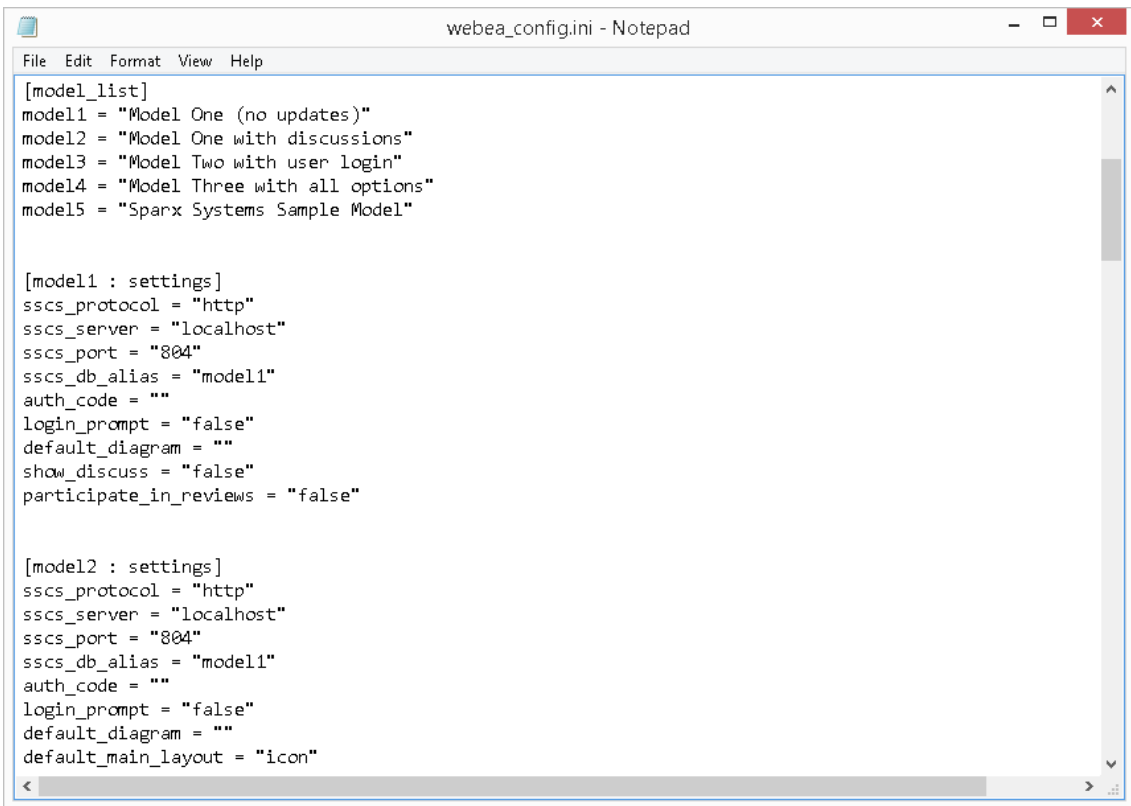 webea_config.ini - Notepad
File Edit Format View Help
[model_list]
model1 = "Model One (no updates)"
model2 = "Model One with discussions"
model3 = "Model Two with user login"
model4 = "Model Three with all options"
model5 = "Sparx Systems Sample Model"
[model1 : settings]
sscs_protocol = "http"
sscs_server = "localhost"
sscs_port = "804"
sscs_db_alias = "model1"
auth_code = ""
login_prompt = "false"
default_diagram = ""
show_discuss = "false"
participate_in_reviews = "false"
[model2 : settings]
sscs_protocol = "http"
sscs_server = "localhost"
sscs_port = "804"
sscs_db_alias = "model1"
auth_code = ""
login_prompt = "false"
default_diagram = ""
default_main_layout = "icon"